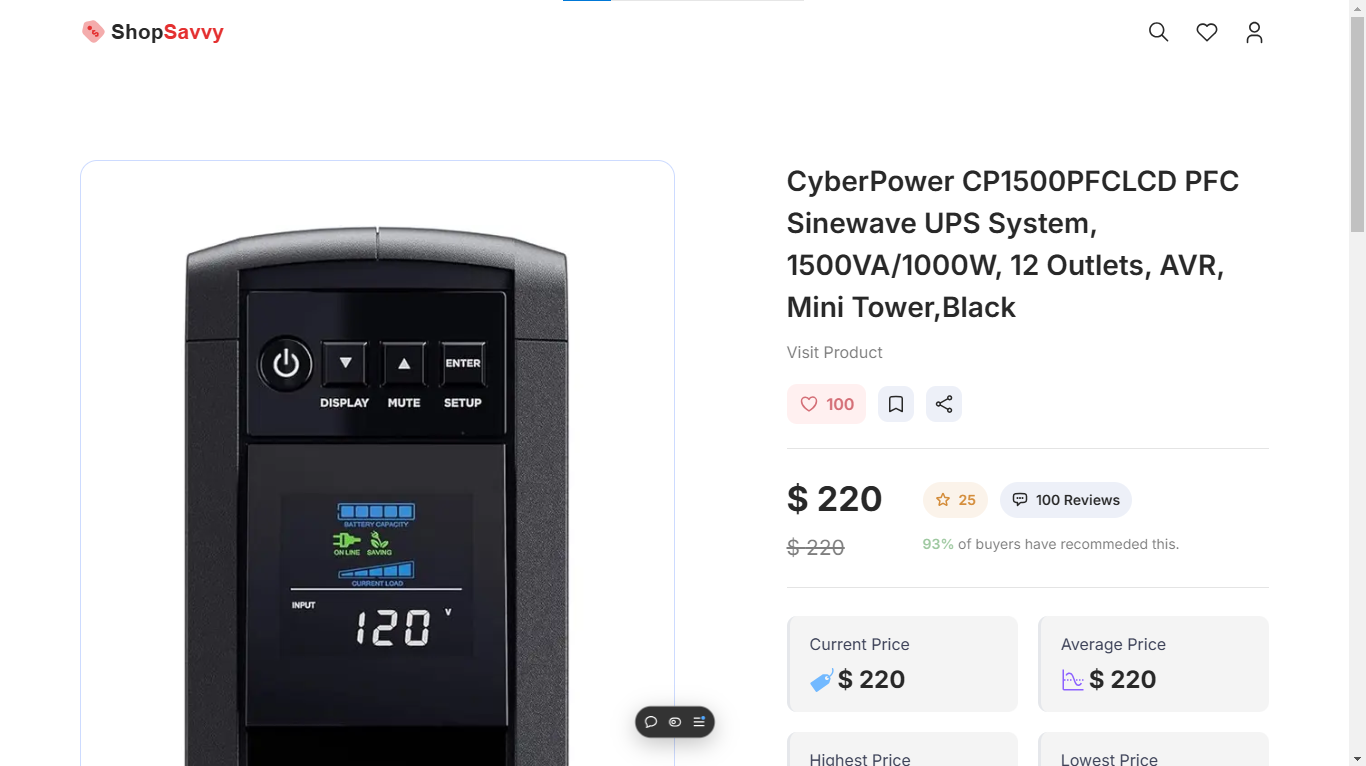 ShopSavvy
CyberPower CP1500PFCLCD PFC
Sinewave UPS System,
1500VA/1000W, 12 Outlets, AVR,
Mini Tower,Black
Visit Product
100
$ 220
25
100 Reviews
$ 220
93% of buyers have recommeded this.
Current Price
$ 220
Average Price
$ 220
Highest Price
Lowest Price
ENTER
DISPLAY MUTE SETUP
BATTERY CAPACITY
ON LINE SAVING
CURRENT LOAD
INPUT
120 V